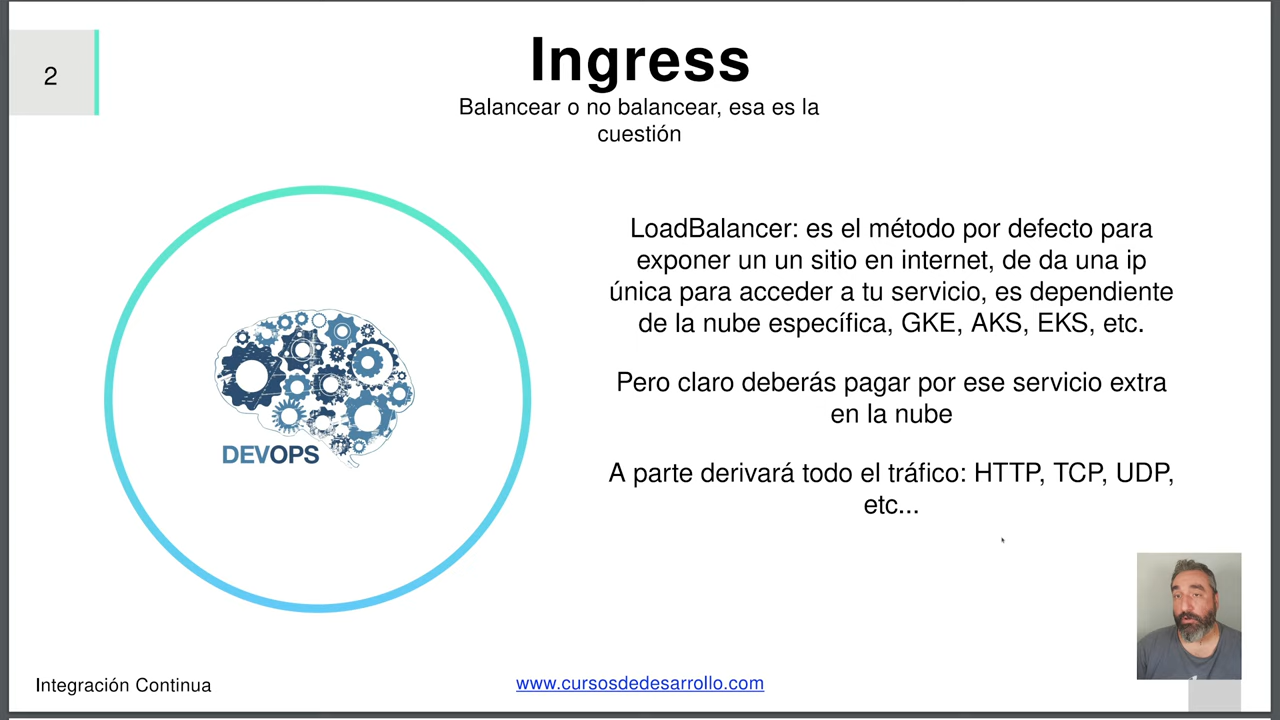 2
Ingress
Balancear o no balancear, esa es la
cuestión
LoadBalancer: es el método por defecto para
exponer un un sitio en internet, de da una ip
única para acceder a tu servicio, es dependiente
de la nube específica, GKE, AKS, EKS, etc.
Pero claro deberás pagar por ese servicio extra
en la nube
A parte derivará todo el tráfico: HTTP, TCP, UDP,
etc...
DEVOPS
Integración Continua
www.cursosdedesarrollo.com